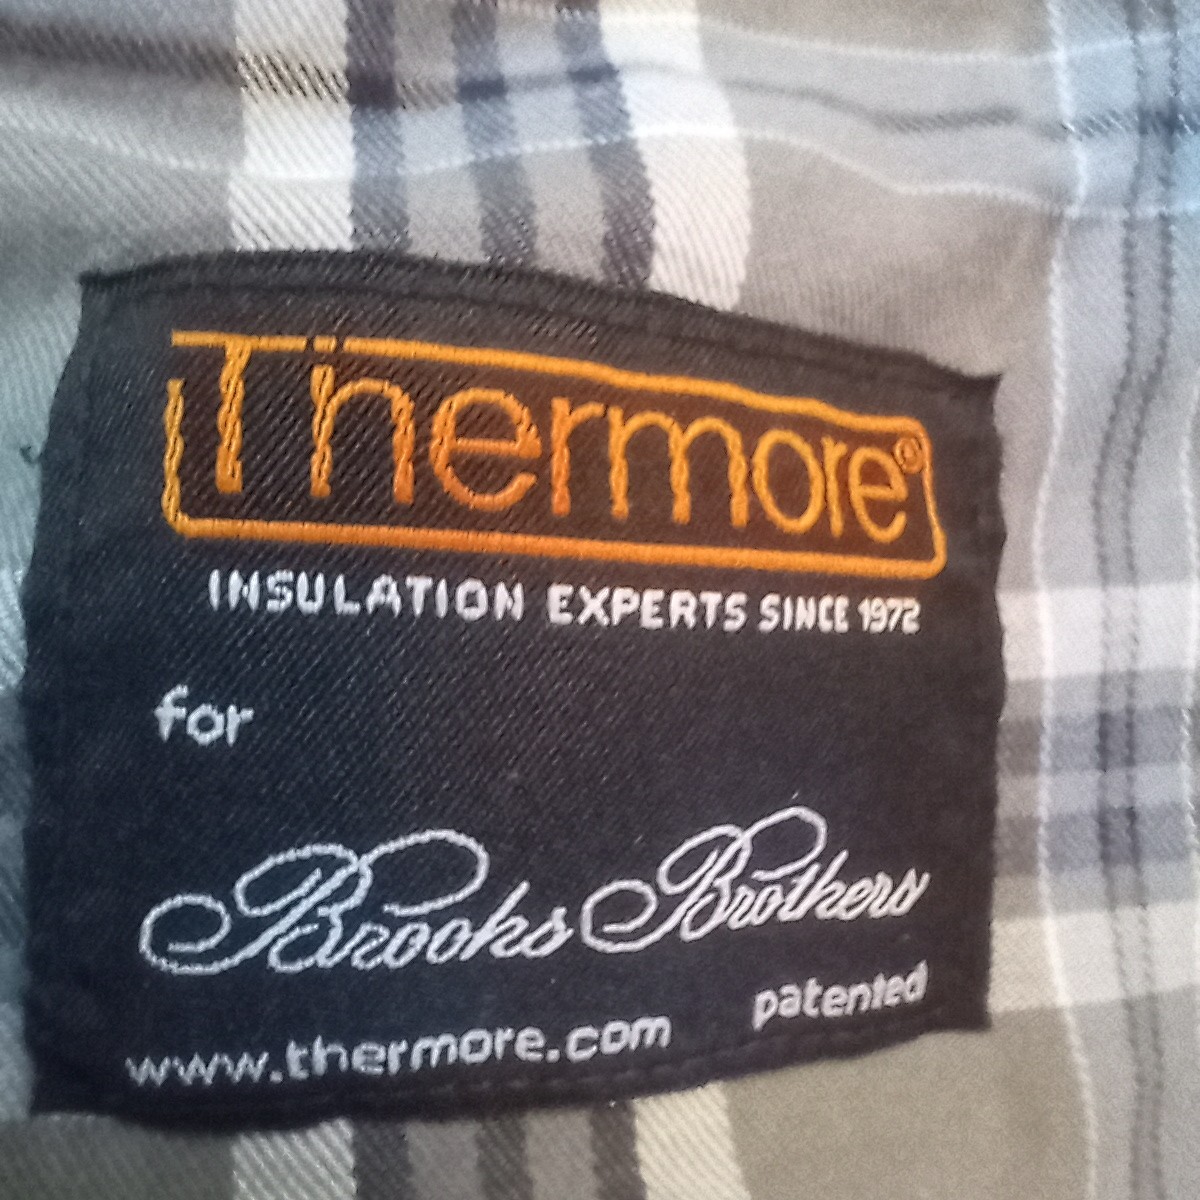 Thermore®
INSULATION EXPERTS SINCE 1972
for
Brooks Brothers
patented
www.thermore.com